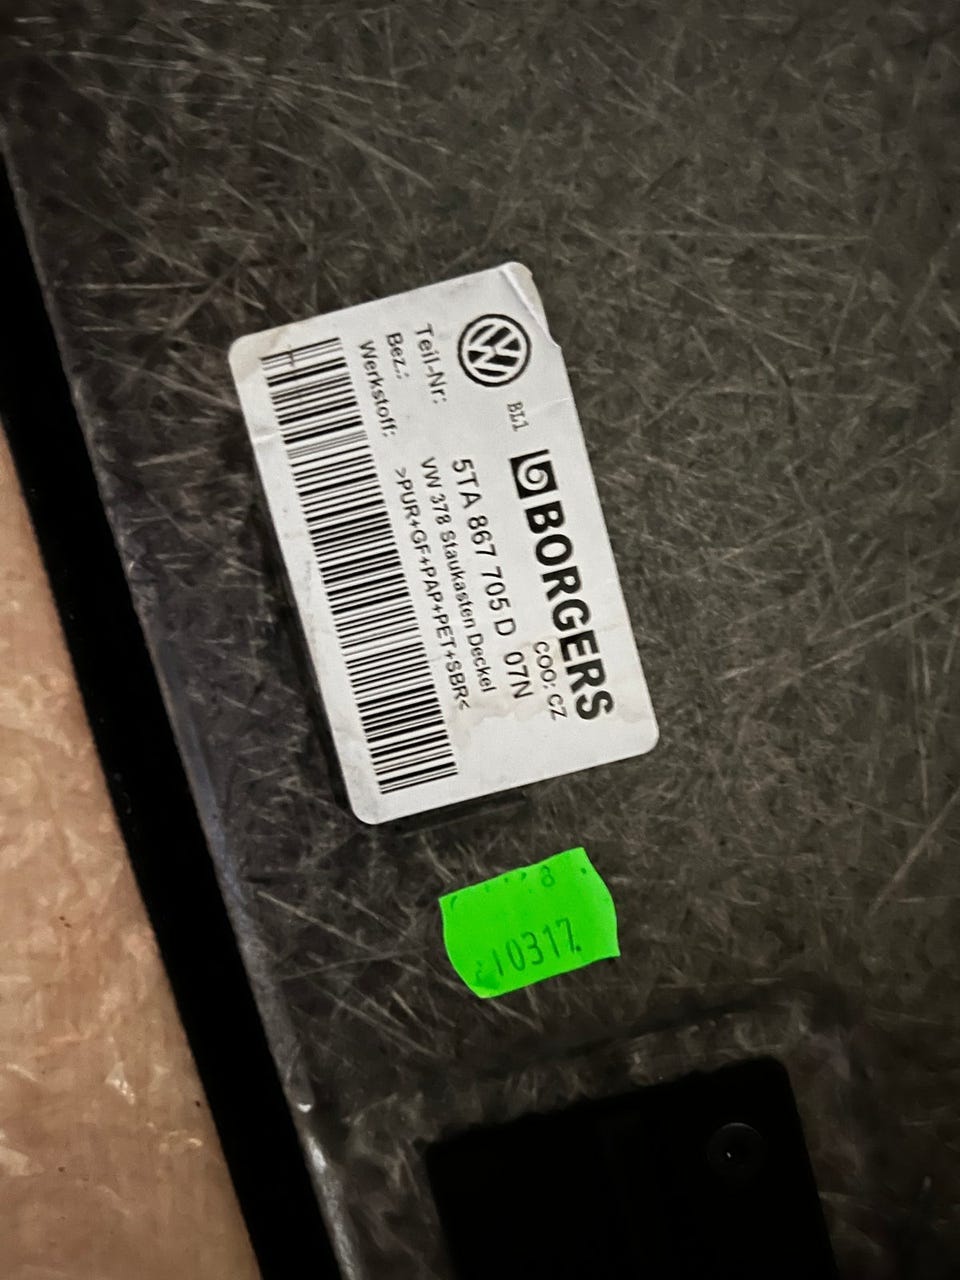 BL1
BORGERS
COO: CZ
Teil-Nr: 5TA 867 705 D 07N
Bez.: VW 378 Staukasten Deckel
Werkstoff: >PUR+GF+PAP+PET+SBR<
8
10317